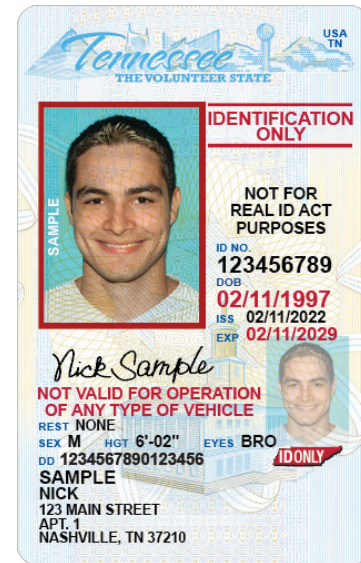 Tennessee
THE VOLUNTEER STATE
USA
TN
IDENTIFICATION
ONLY
SAMPLE
NOT FOR
REAL ID ACT
PURPOSES
ID NO.
123456789
DOB
02/11/1997
ISS 02/11/2022
EXP 02/11/2029
Nick Sample
NOT VALID FOR OPERATION
OF ANY TYPE OF VEHICLE
REST NONE
SEX M HGT 6'-02" EYES BRO
DD 1234567890123456
ID ONLY
SAMPLE
NICK
123 MAIN STREET
APT. 1
NASHVILLE, TN 37210